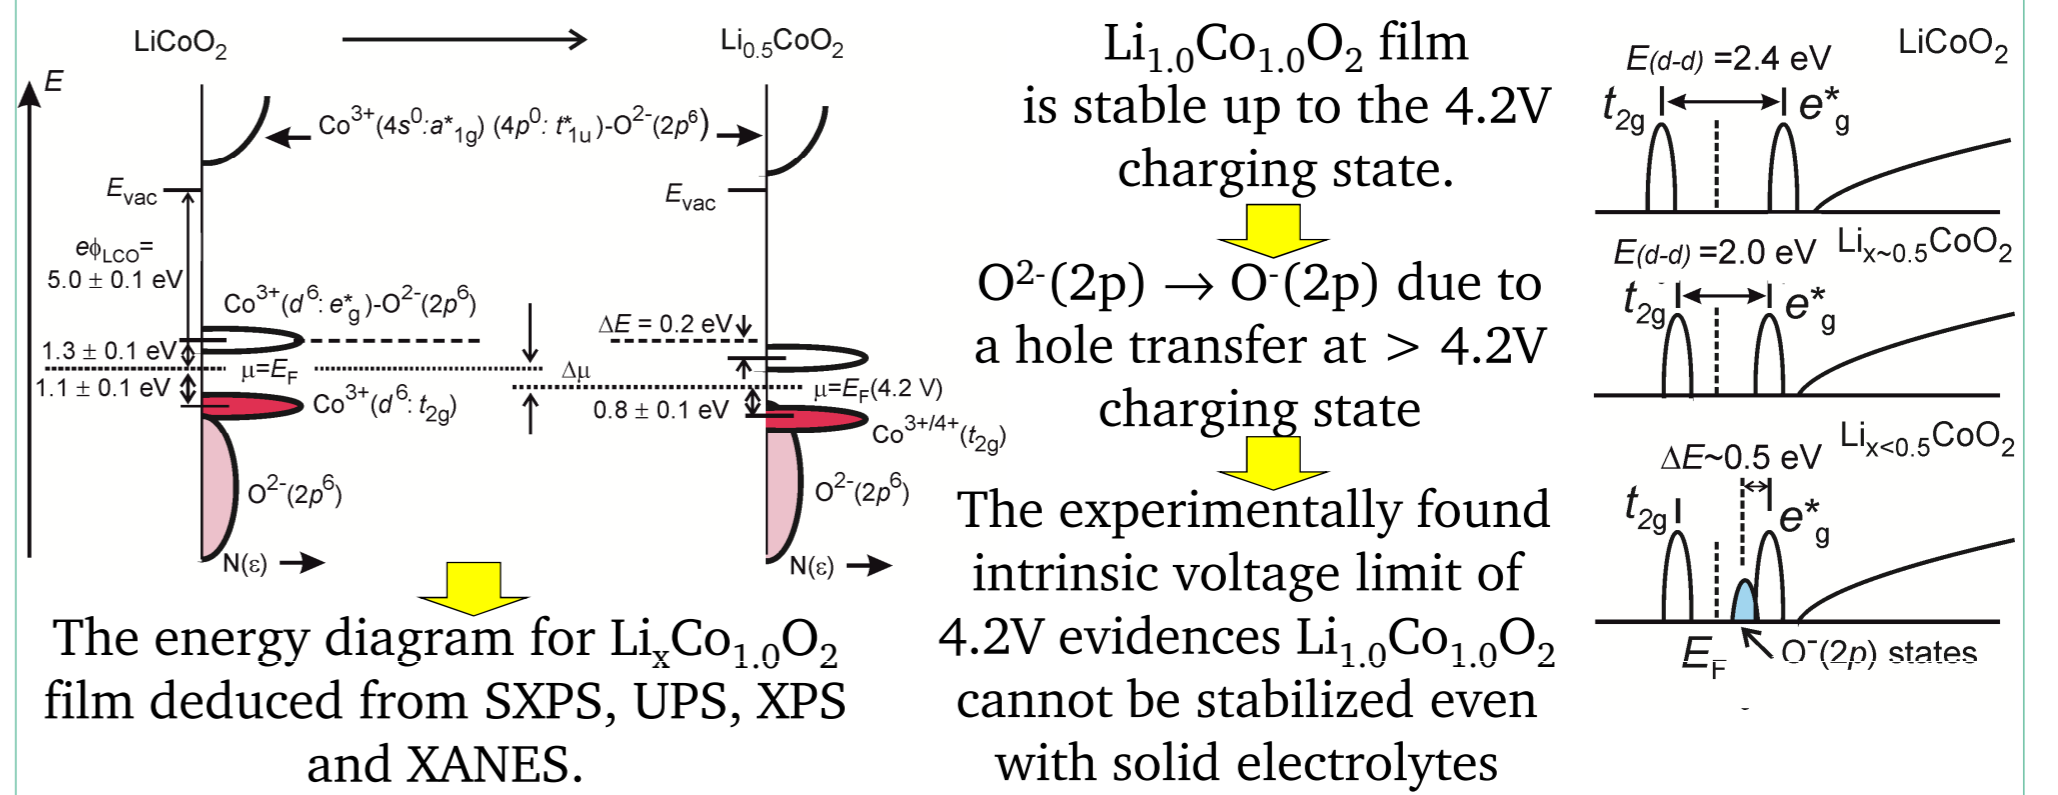 LiCoO₂
Li₀.₅CoO₂
E
Co³⁺(4s⁰:a*₁g) (4p⁰: t*₁u)-O²⁻(2p⁶)
Evac
Evac
eϕLCO=
5.0 ± 0.1 eV
Co³⁺(d⁶: e*g)-O²⁻(2p⁶)
ΔE = 0.2 eV
1.3 ± 0.1 eV
μ=EF
Δμ
1.1 ± 0.1 eV
Co³⁺(d⁶: t₂g)
μ=EF(4.2 V)
0.8 ± 0.1 eV
Co³⁺/⁴⁺(t₂g)
O²⁻(2p⁶)
O²⁻(2p⁶)
N(ε)
N(ε)
The energy diagram for LixCo₁.₀O₂
film deduced from SXPS, UPS, XPS
and XANES.
Li₁.₀Co₁.₀O₂ film
is stable up to the 4.2V
charging state.
O²⁻(2p) → O⁻(2p) due to
a hole transfer at > 4.2V
charging state
The experimentally found
intrinsic voltage limit of
4.2V evidences Li₁.₀Co₁.₀O₂
cannot be stabilized even
with solid electrolytes
LiCoO₂
E(d-d) =2.4 eV
t₂g
e*g
Lix~0.5CoO₂
E(d-d) =2.0 eV
t₂g
e*g
Lix<0.5CoO₂
ΔE~0.5 eV
t₂g
e*g
EF
O⁻(2p) states